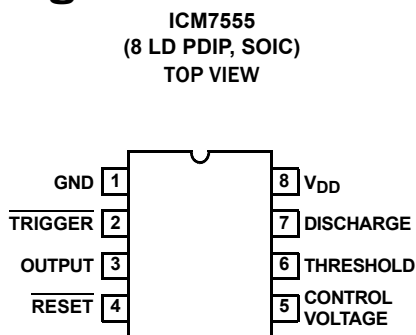 ICM7555
(8 LD PDIP, SOIC)
TOP VIEW
GND 1
TRIGGER 2
OUTPUT 3
RESET 4
8 VDD
7 DISCHARGE
6 THRESHOLD
5 CONTROL
VOLTAGE